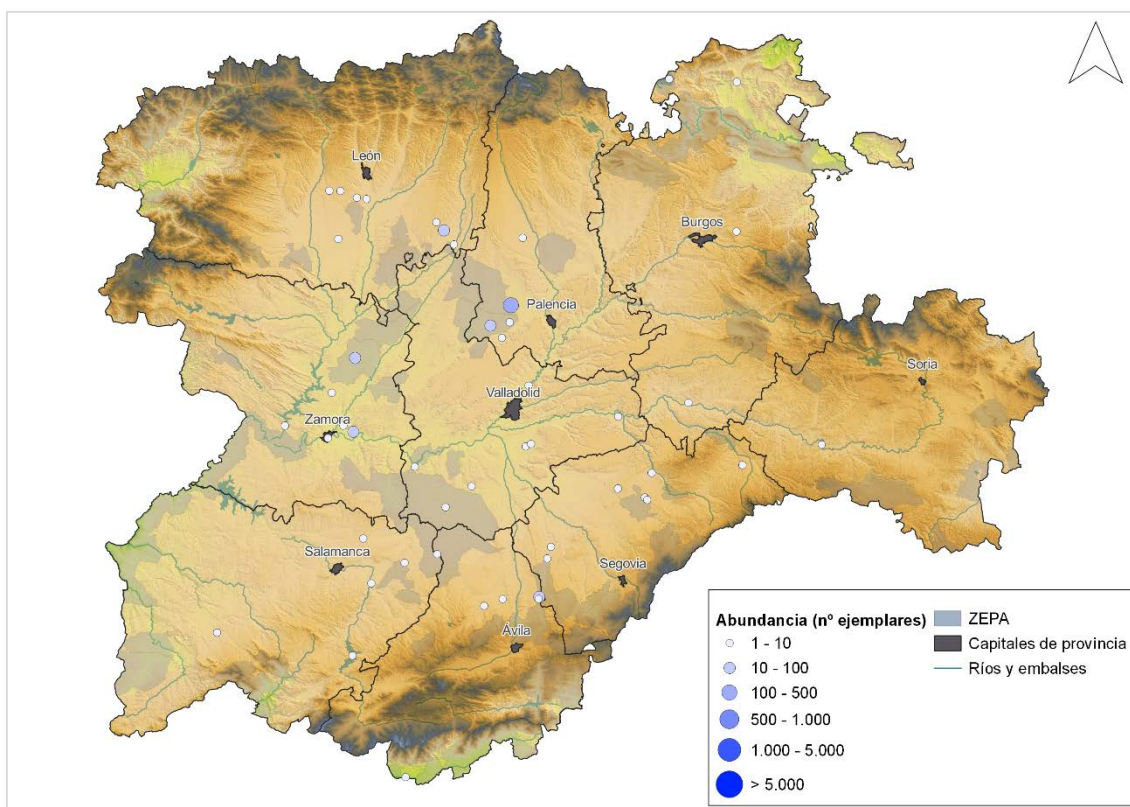 León
Burgos
Palencia
Soria
Valladolid
Zamora
Salamanca
Segovia
Ávila
Abundancia (nº ejemplares)
1 - 10
10 - 100
100 - 500
500 - 1.000
1.000 - 5.000
> 5.000
ZEPA
Capitales de provincia
Ríos y embalses